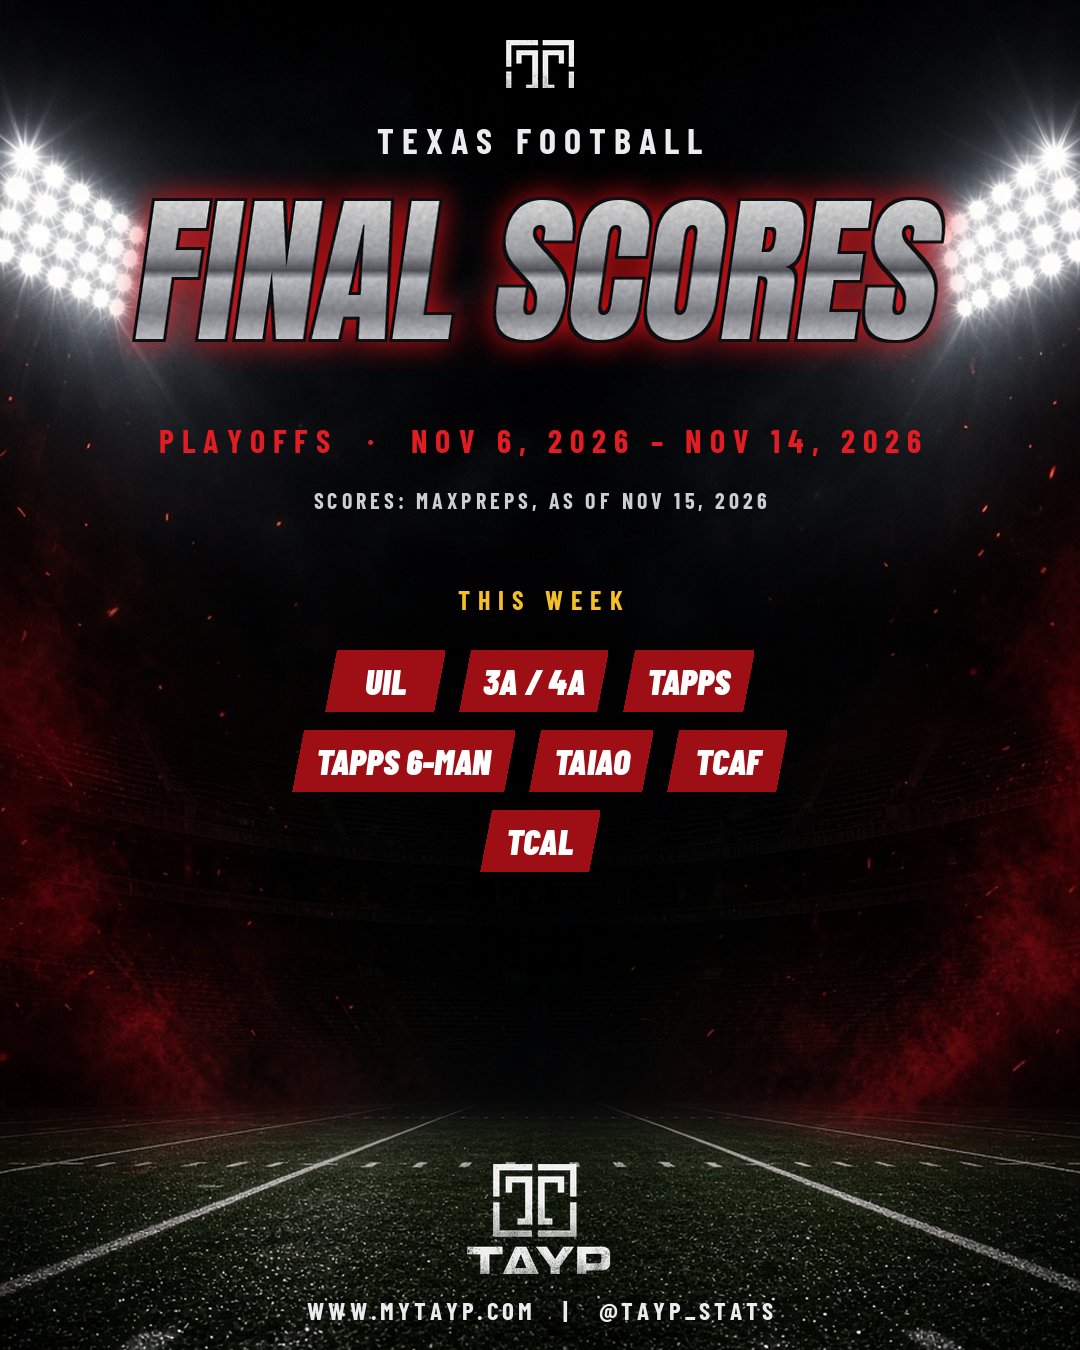 TEXAS FOOTBALL
FINAL SCORES
PLAYOFFS · NOV 6, 2026 – NOV 14, 2026
SCORES: MAXPREPS, AS OF NOV 15, 2026
THIS WEEK
UIL 3A / 4A TAPPS
TAPPS 6-MAN TAIAO TCAF
TCAL
TAYP
WWW.MYTAYP.COM | @TAYP_STATS